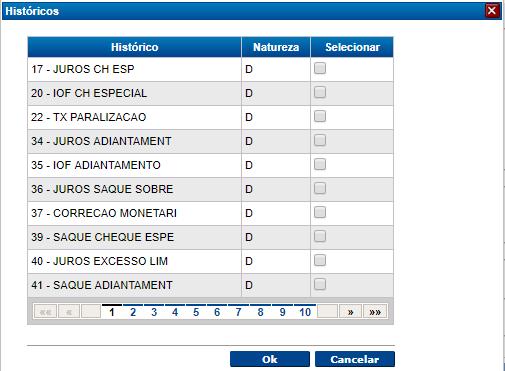 Históricos
Histórico Natureza Selecionar
17 - JUROS CH ESP D
20 - IOF CH ESPECIAL D
22 - TX PARALIZACAO D
34 - JUROS ADIANTAMENT D
35 - IOF ADIANTAMENTO D
36 - JUROS SAQUE SOBRE D
37 - CORRECAO MONETARI D
39 - SAQUE CHEQUE ESPE D
40 - JUROS EXCESSO LIM D
41 - SAQUE ADIANTAMENT D
«« « 1 2 3 4 5 6 7 8 9 10 » »»
Ok Cancelar